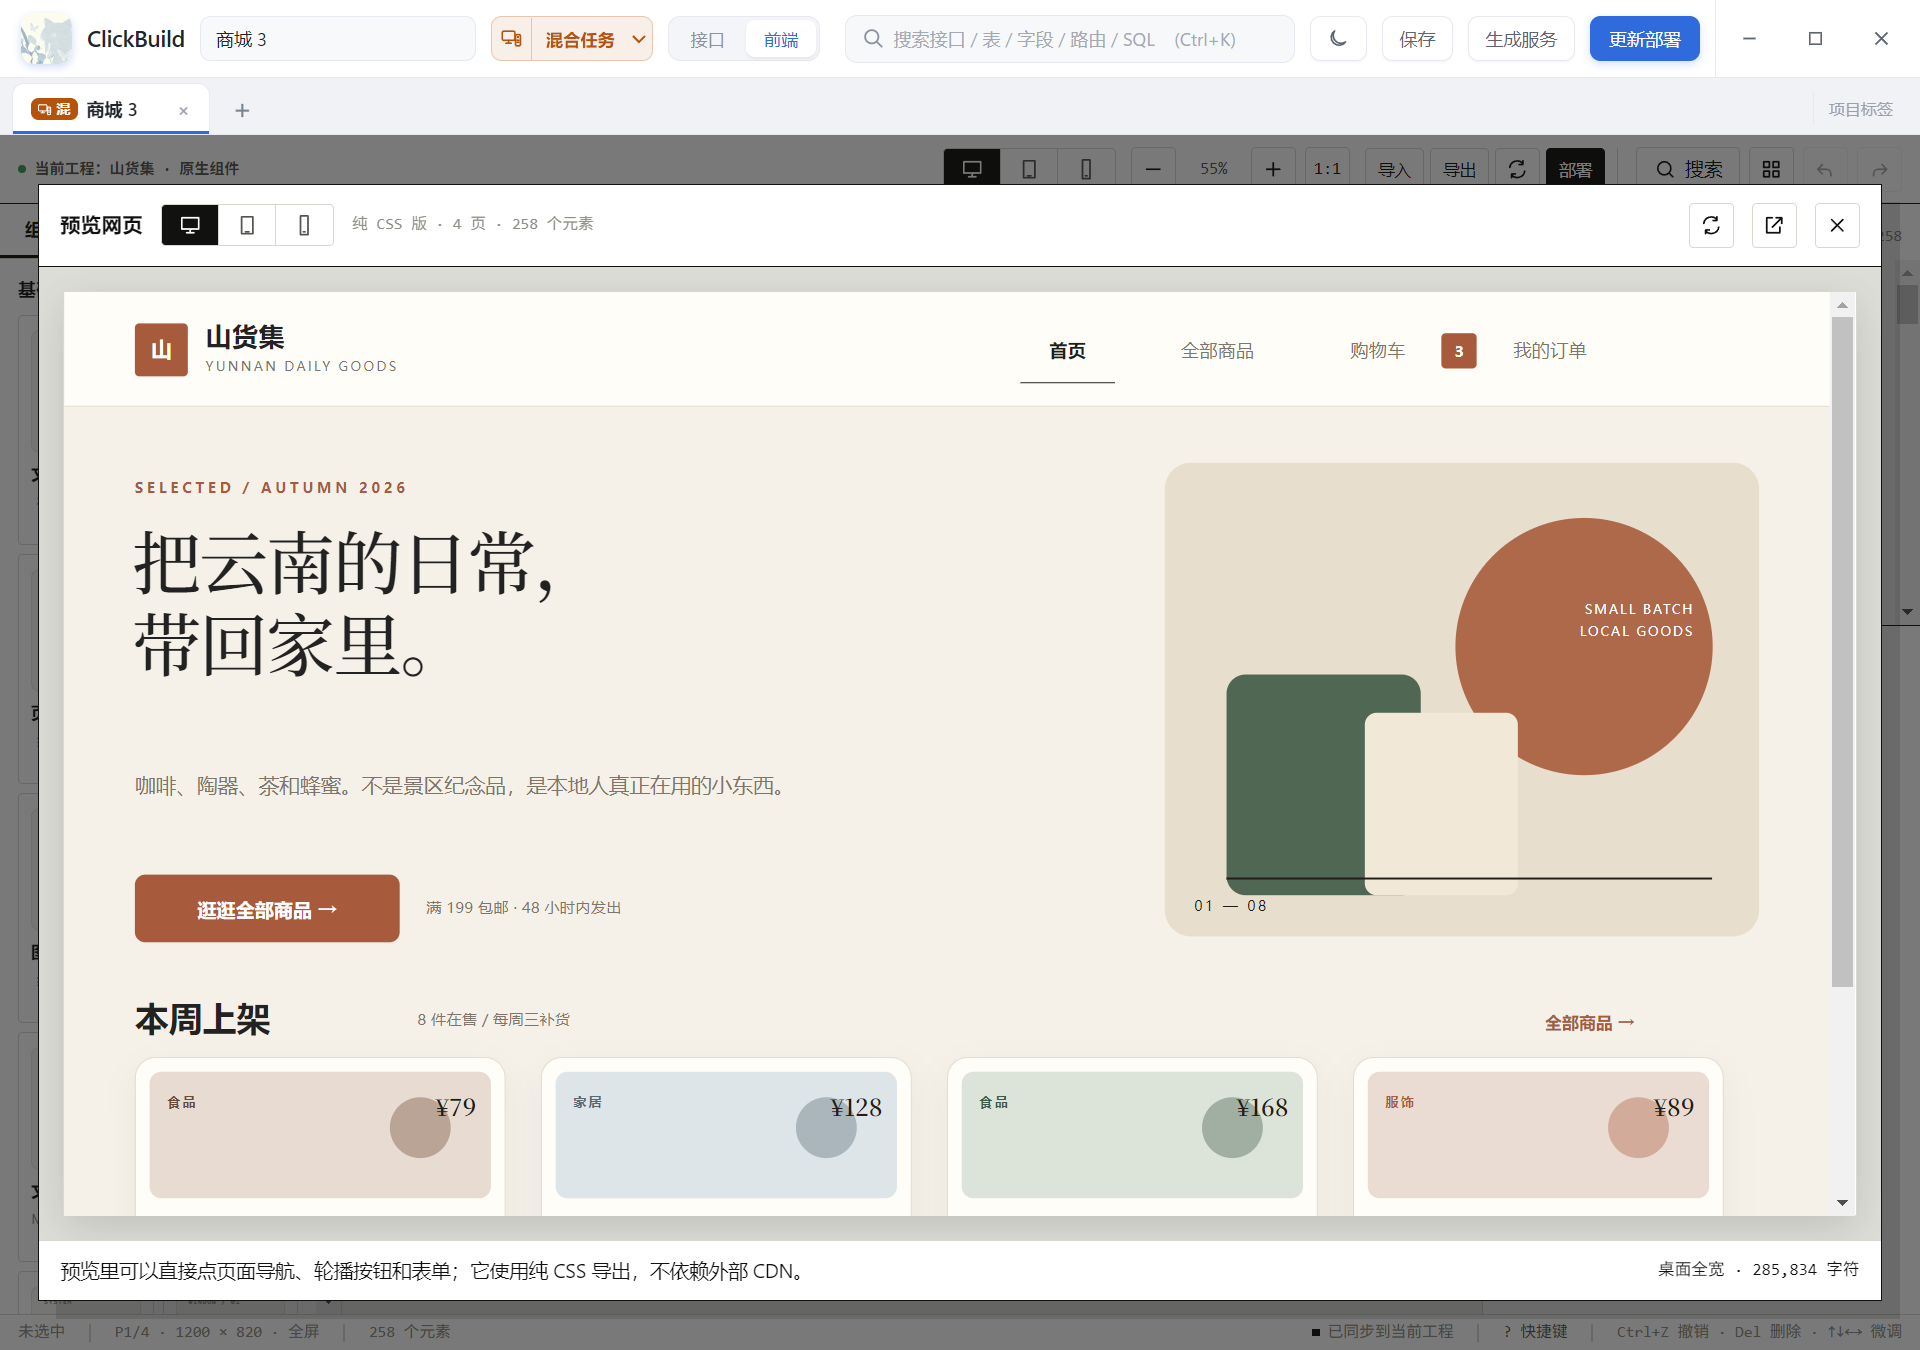 ClickBuild
商城 3
混合任务
接口
前端
搜索接口 / 表 / 字段 / 路由 / SQL (Ctrl+K)
保存
生成服务
更新部署
混
商城 3
项目标签
当前工程：山货集 · 原生组件
55%
1:1
导入
导出
部署
搜索
预览网页
纯 CSS 版 · 4 页 · 258 个元素
258
山
山货集
YUNNAN DAILY GOODS
首页
全部商品
购物车
3
我的订单
SELECTED / AUTUMN 2026
把云南的日常，
带回家里。
SMALL BATCH
LOCAL GOODS
咖啡、陶器、茶和蜂蜜。不是景区纪念品，是本地人真正在用的小东西。
逛逛全部商品 →
满 199 包邮 · 48 小时内发出
01 — 08
本周上架
8 件在售 / 每周三补货
全部商品 →
食品
¥79
家居
¥128
食品
¥168
服饰
¥89
预览里可以直接点页面导航、轮播按钮和表单；它使用纯 CSS 导出，不依赖外部 CDN。
桌面全宽 · 285,834 字符
未选中
P1/4 · 1200 × 820 · 全屏
258 个元素
已同步到当前工程
? 快捷键
Ctrl+Z 撤销 · Del 删除 · ↑↓←→ 微调